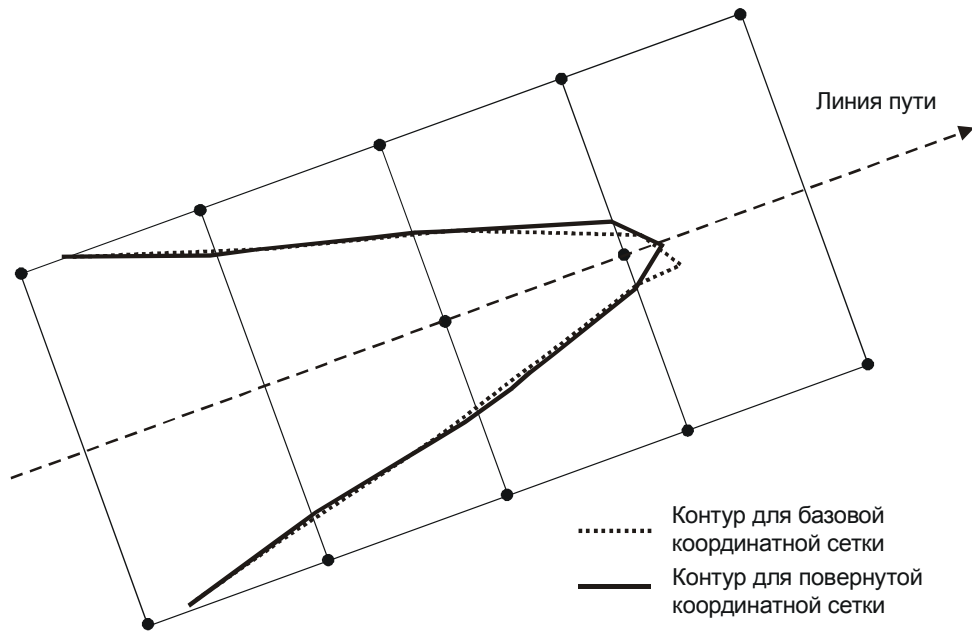 Линия пути
Контур для базовой
координатной сетки
Контур для повернутой
координатной сетки